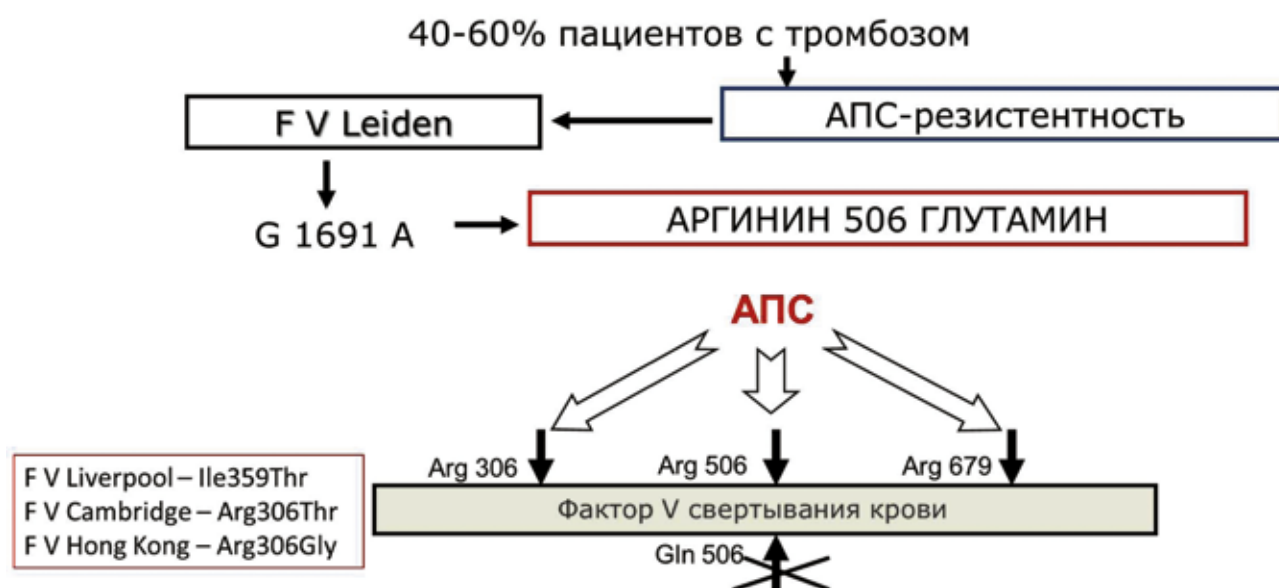 40-60% пациентов с тромбозом
F V Leiden
АПС-резистентность
G 1691 A
АРГИНИН 506 ГЛУТАМИН
АПС
Arg 306
Arg 506
Arg 679
F V Liverpool – Ile359Thr
F V Cambridge – Arg306Thr
F V Hong Kong – Arg306Gly
Фактор V свертывания крови
Gln 506